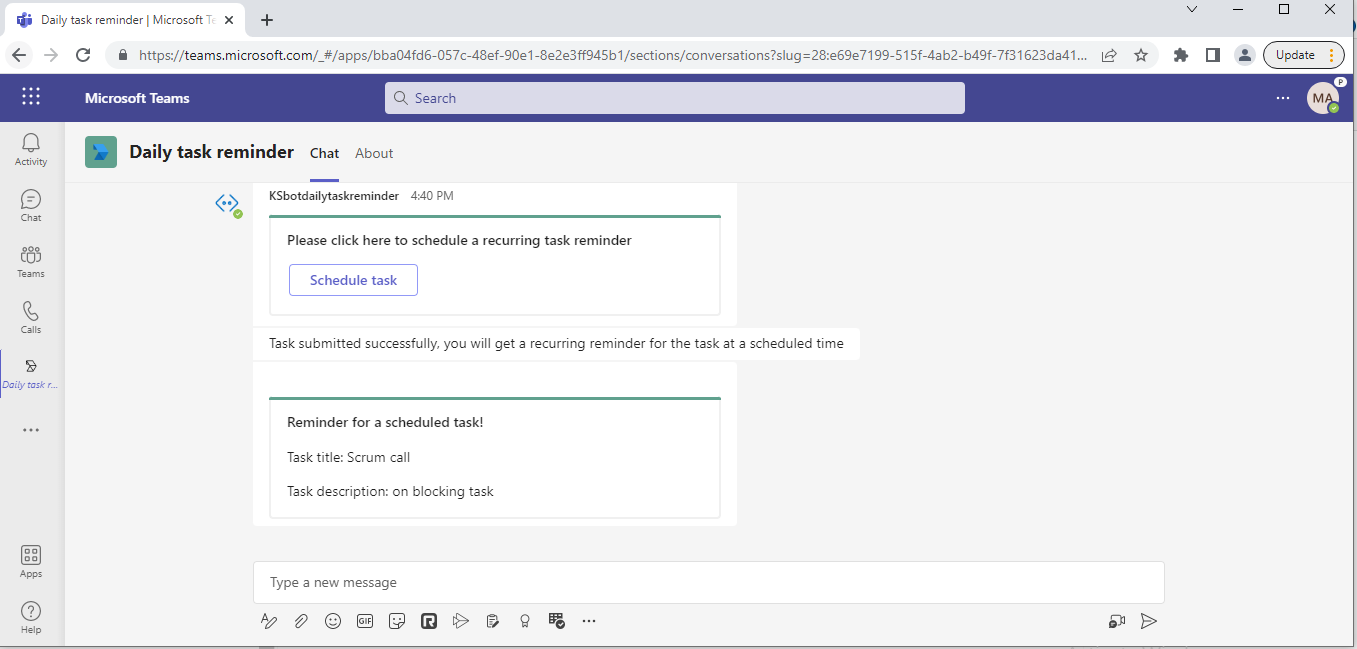 Daily task reminder | Microsoft Te
https://teams.microsoft.com/_#/apps/bba04fd6-057c-48ef-90e1-8e2e3ff945b1/sections/conversations?slug=28:e69e7199-515f-4ab2-b49f-7f31623da41...
Update
Microsoft Teams
Search
MA
P
Activity
Chat
Teams
Calls
Daily task r...
Apps
Help
Daily task reminder
Chat
About
KSbotdailytaskreminder 4:40 PM
Please click here to schedule a recurring task reminder
Schedule task
Task submitted successfully, you will get a recurring reminder for the task at a scheduled time
Reminder for a scheduled task!
Task title: Scrum call
Task description: on blocking task
Type a new message
GIF